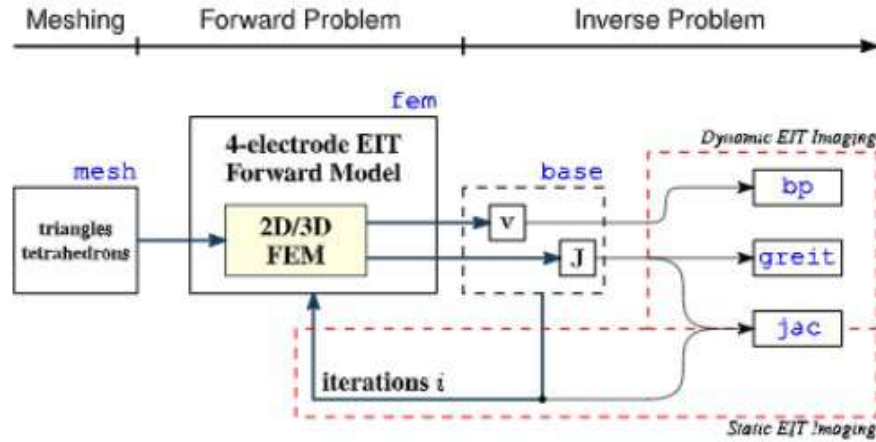 Meshing Forward Problem Inverse Problem
fem
4-electrode EIT
Forward Model
mesh
triangles
tetrahedrons
2D/3D
FEM
base
v
J
Dynamic EIT Imaging
bp
greit
jac
iterations i
Static EIT Imaging